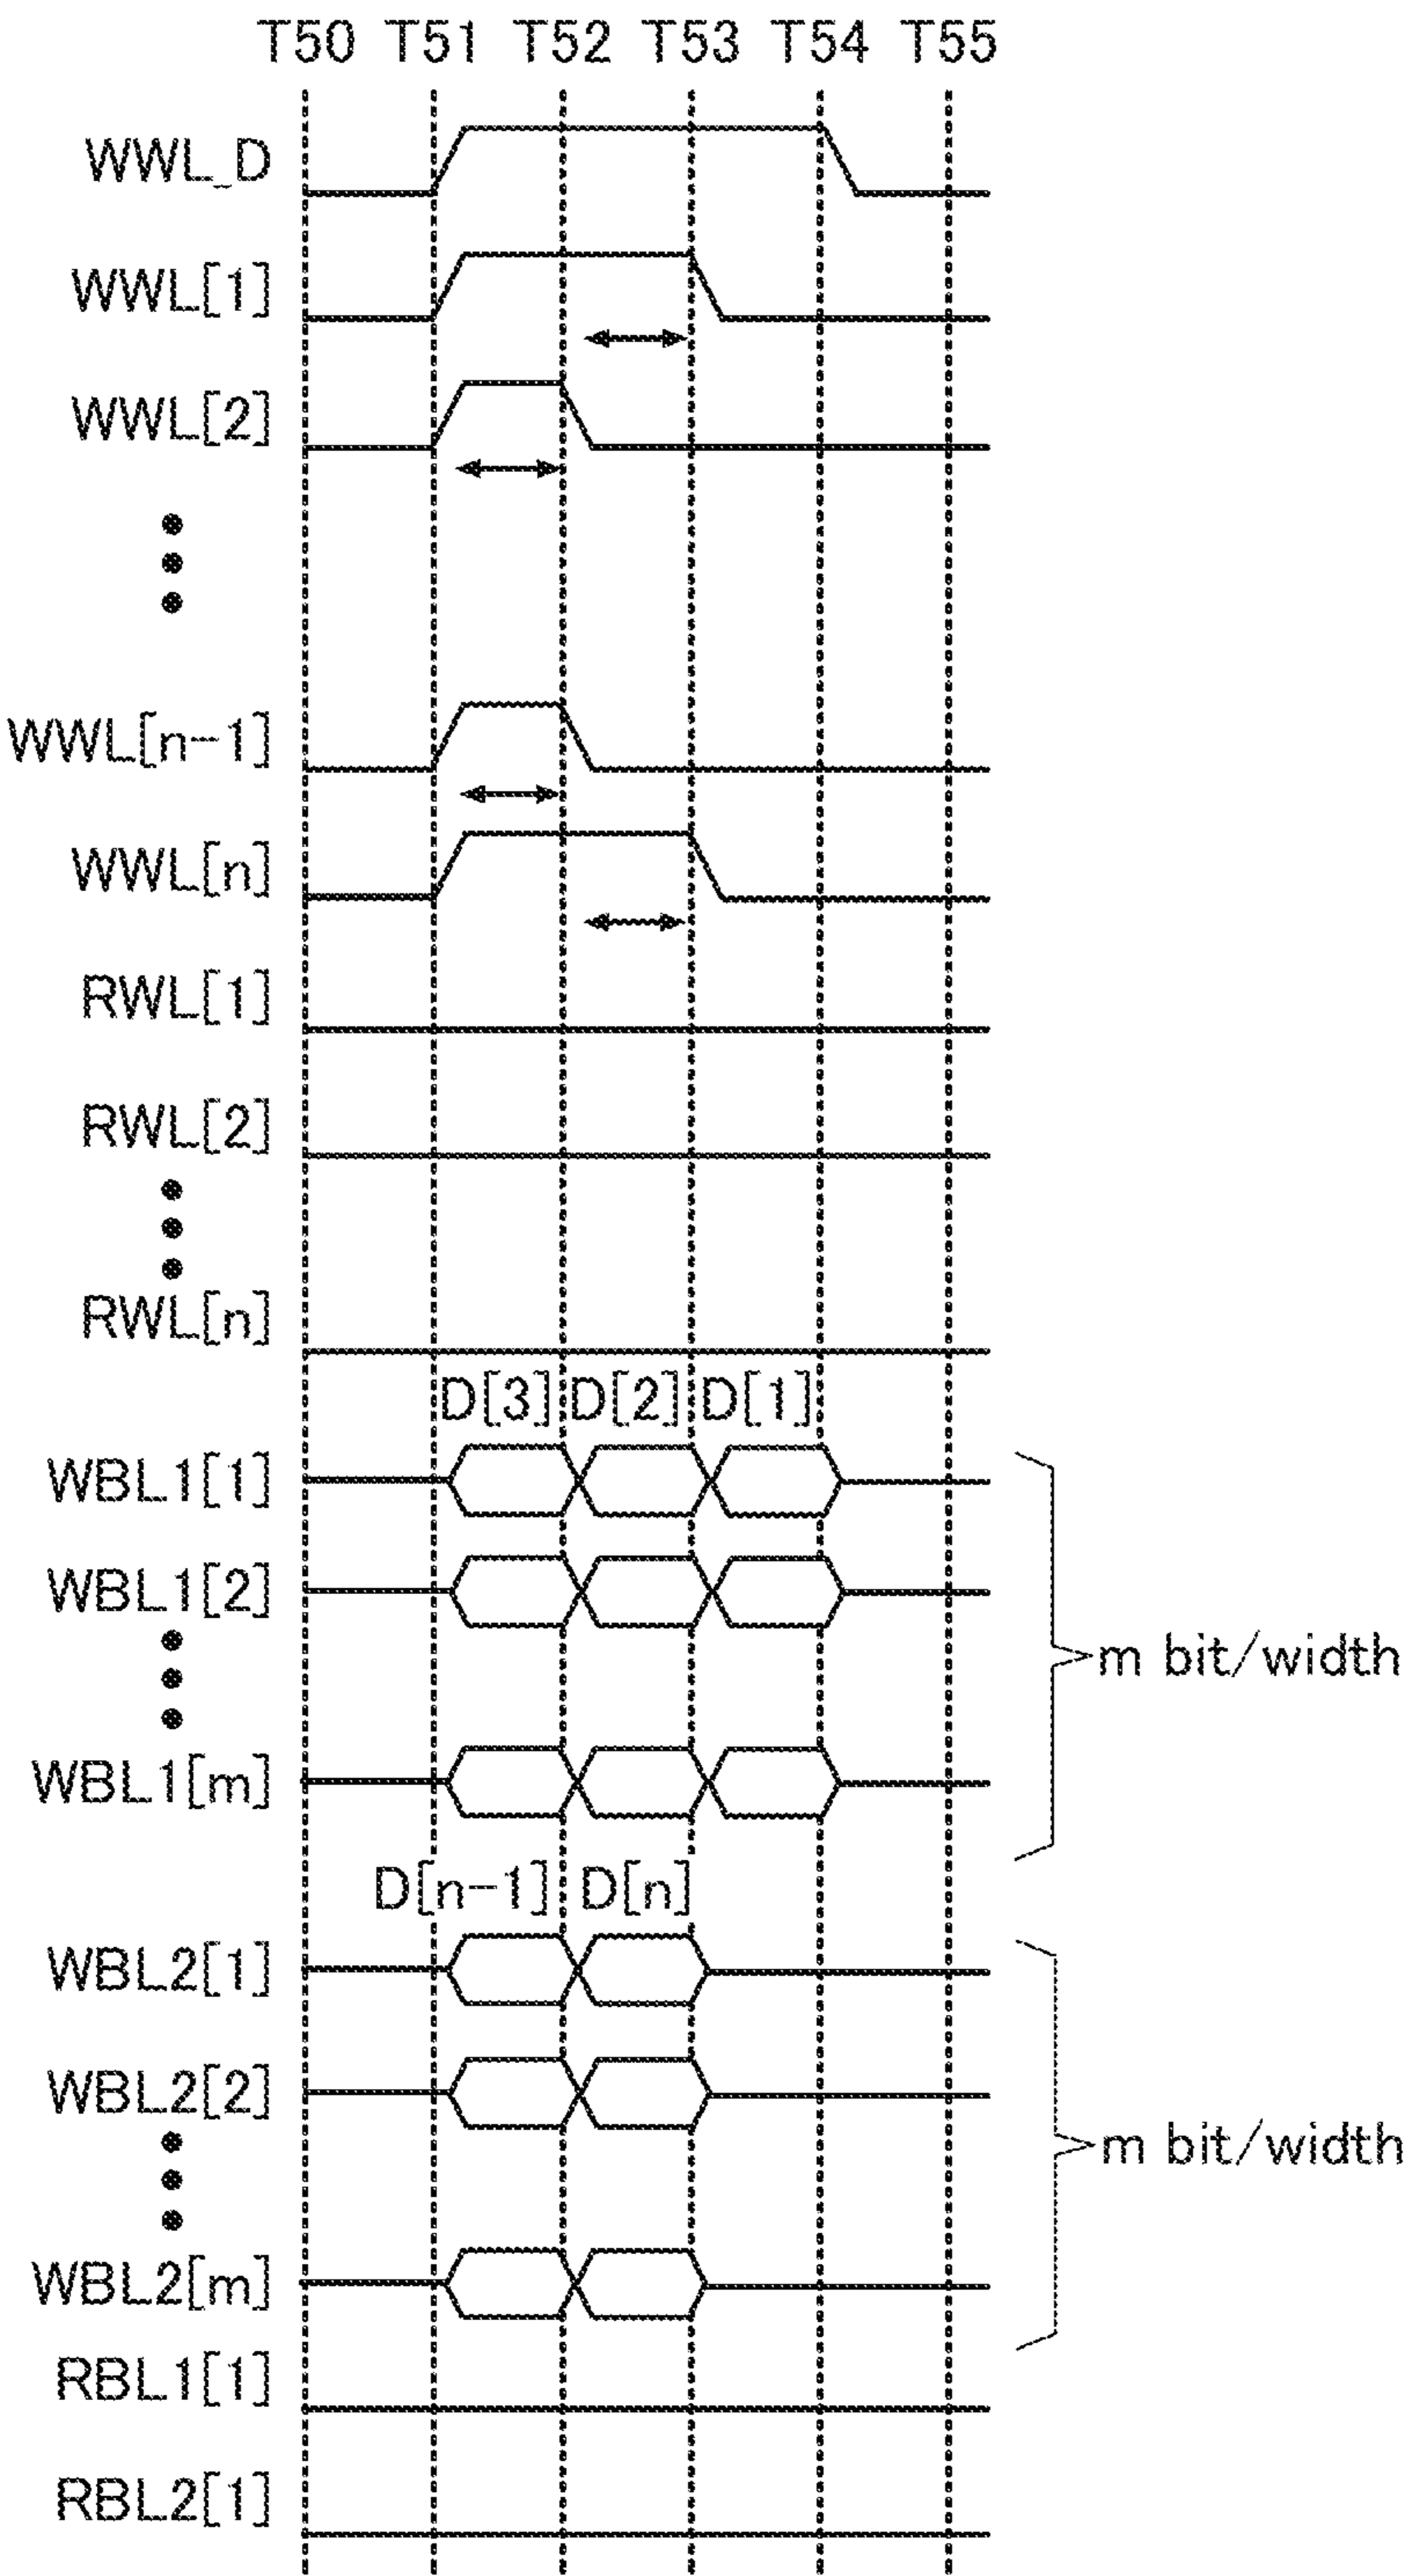 T50 T51 T52 T53 T54 T55
WWL_D
WWL[1]
WWL[2]
WWL[n-1]
WWL[n]
RWL[1]
RWL[2]
RWL[n]
D[3] D[2] D[1]
WBL1[1]
WBL1[2]
m bit/width
WBL1[m]
D[n-1] D[n]
WBL2[1]
WBL2[2]
m bit/width
WBL2[m]
RBL1[1]
RBL2[1]